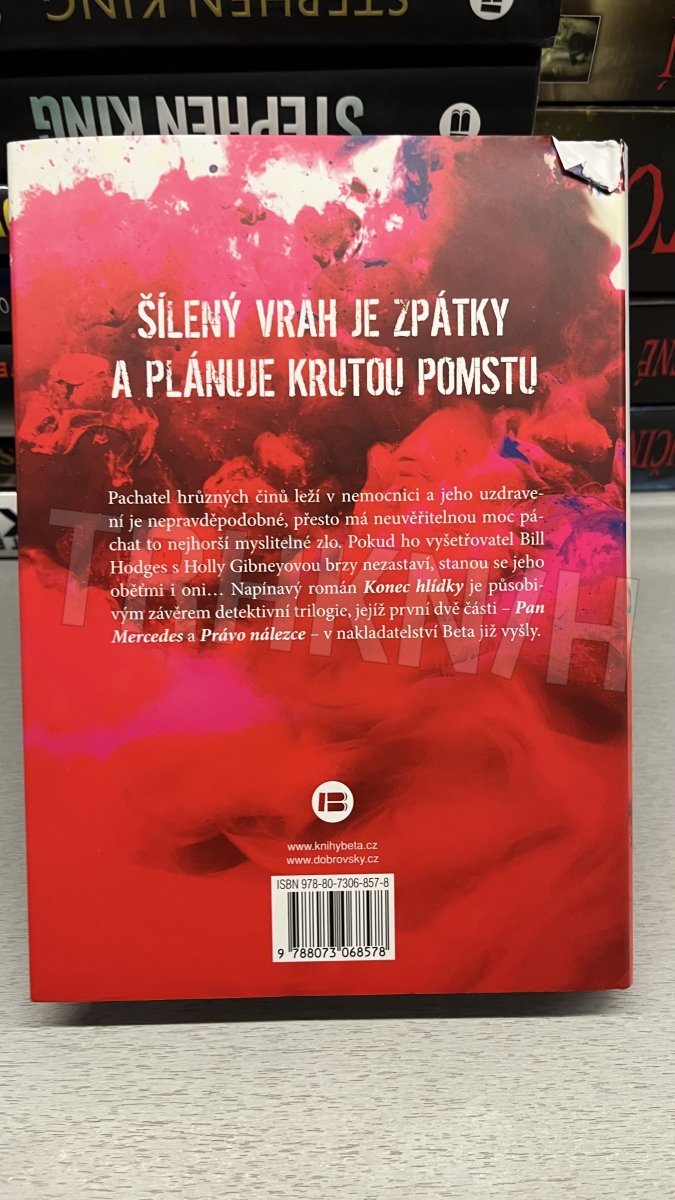 STEPHEN KING
STEPHEN KING
ŠÍLENÝ VRAH JE ZPÁTKY
A PLÁNUJE KRUTOU POMSTU
Pachatel hrůzných činů leží v nemocnici a jeho uzdrave-
ní je nepravděpodobné, přesto má neuvěřitelnou moc pá-
chat to nejhorší myslitelné zlo. Pokud ho vyšetřovatel Bill
Hodges s Holly Gibneyovou brzy nezastaví, stanou se jeho
oběťmi i oni… Napínavý román Konec hlídky je působi-
vým závěrem detektivní trilogie, jejíž první dvě části – Pan
Mercedes a Právo nálezce – v nakladatelství Beta již vyšly.
B
www.knihybeta.cz
www.dobrovsky.cz
ISBN 978-80-7306-857-8
9 788073 068578